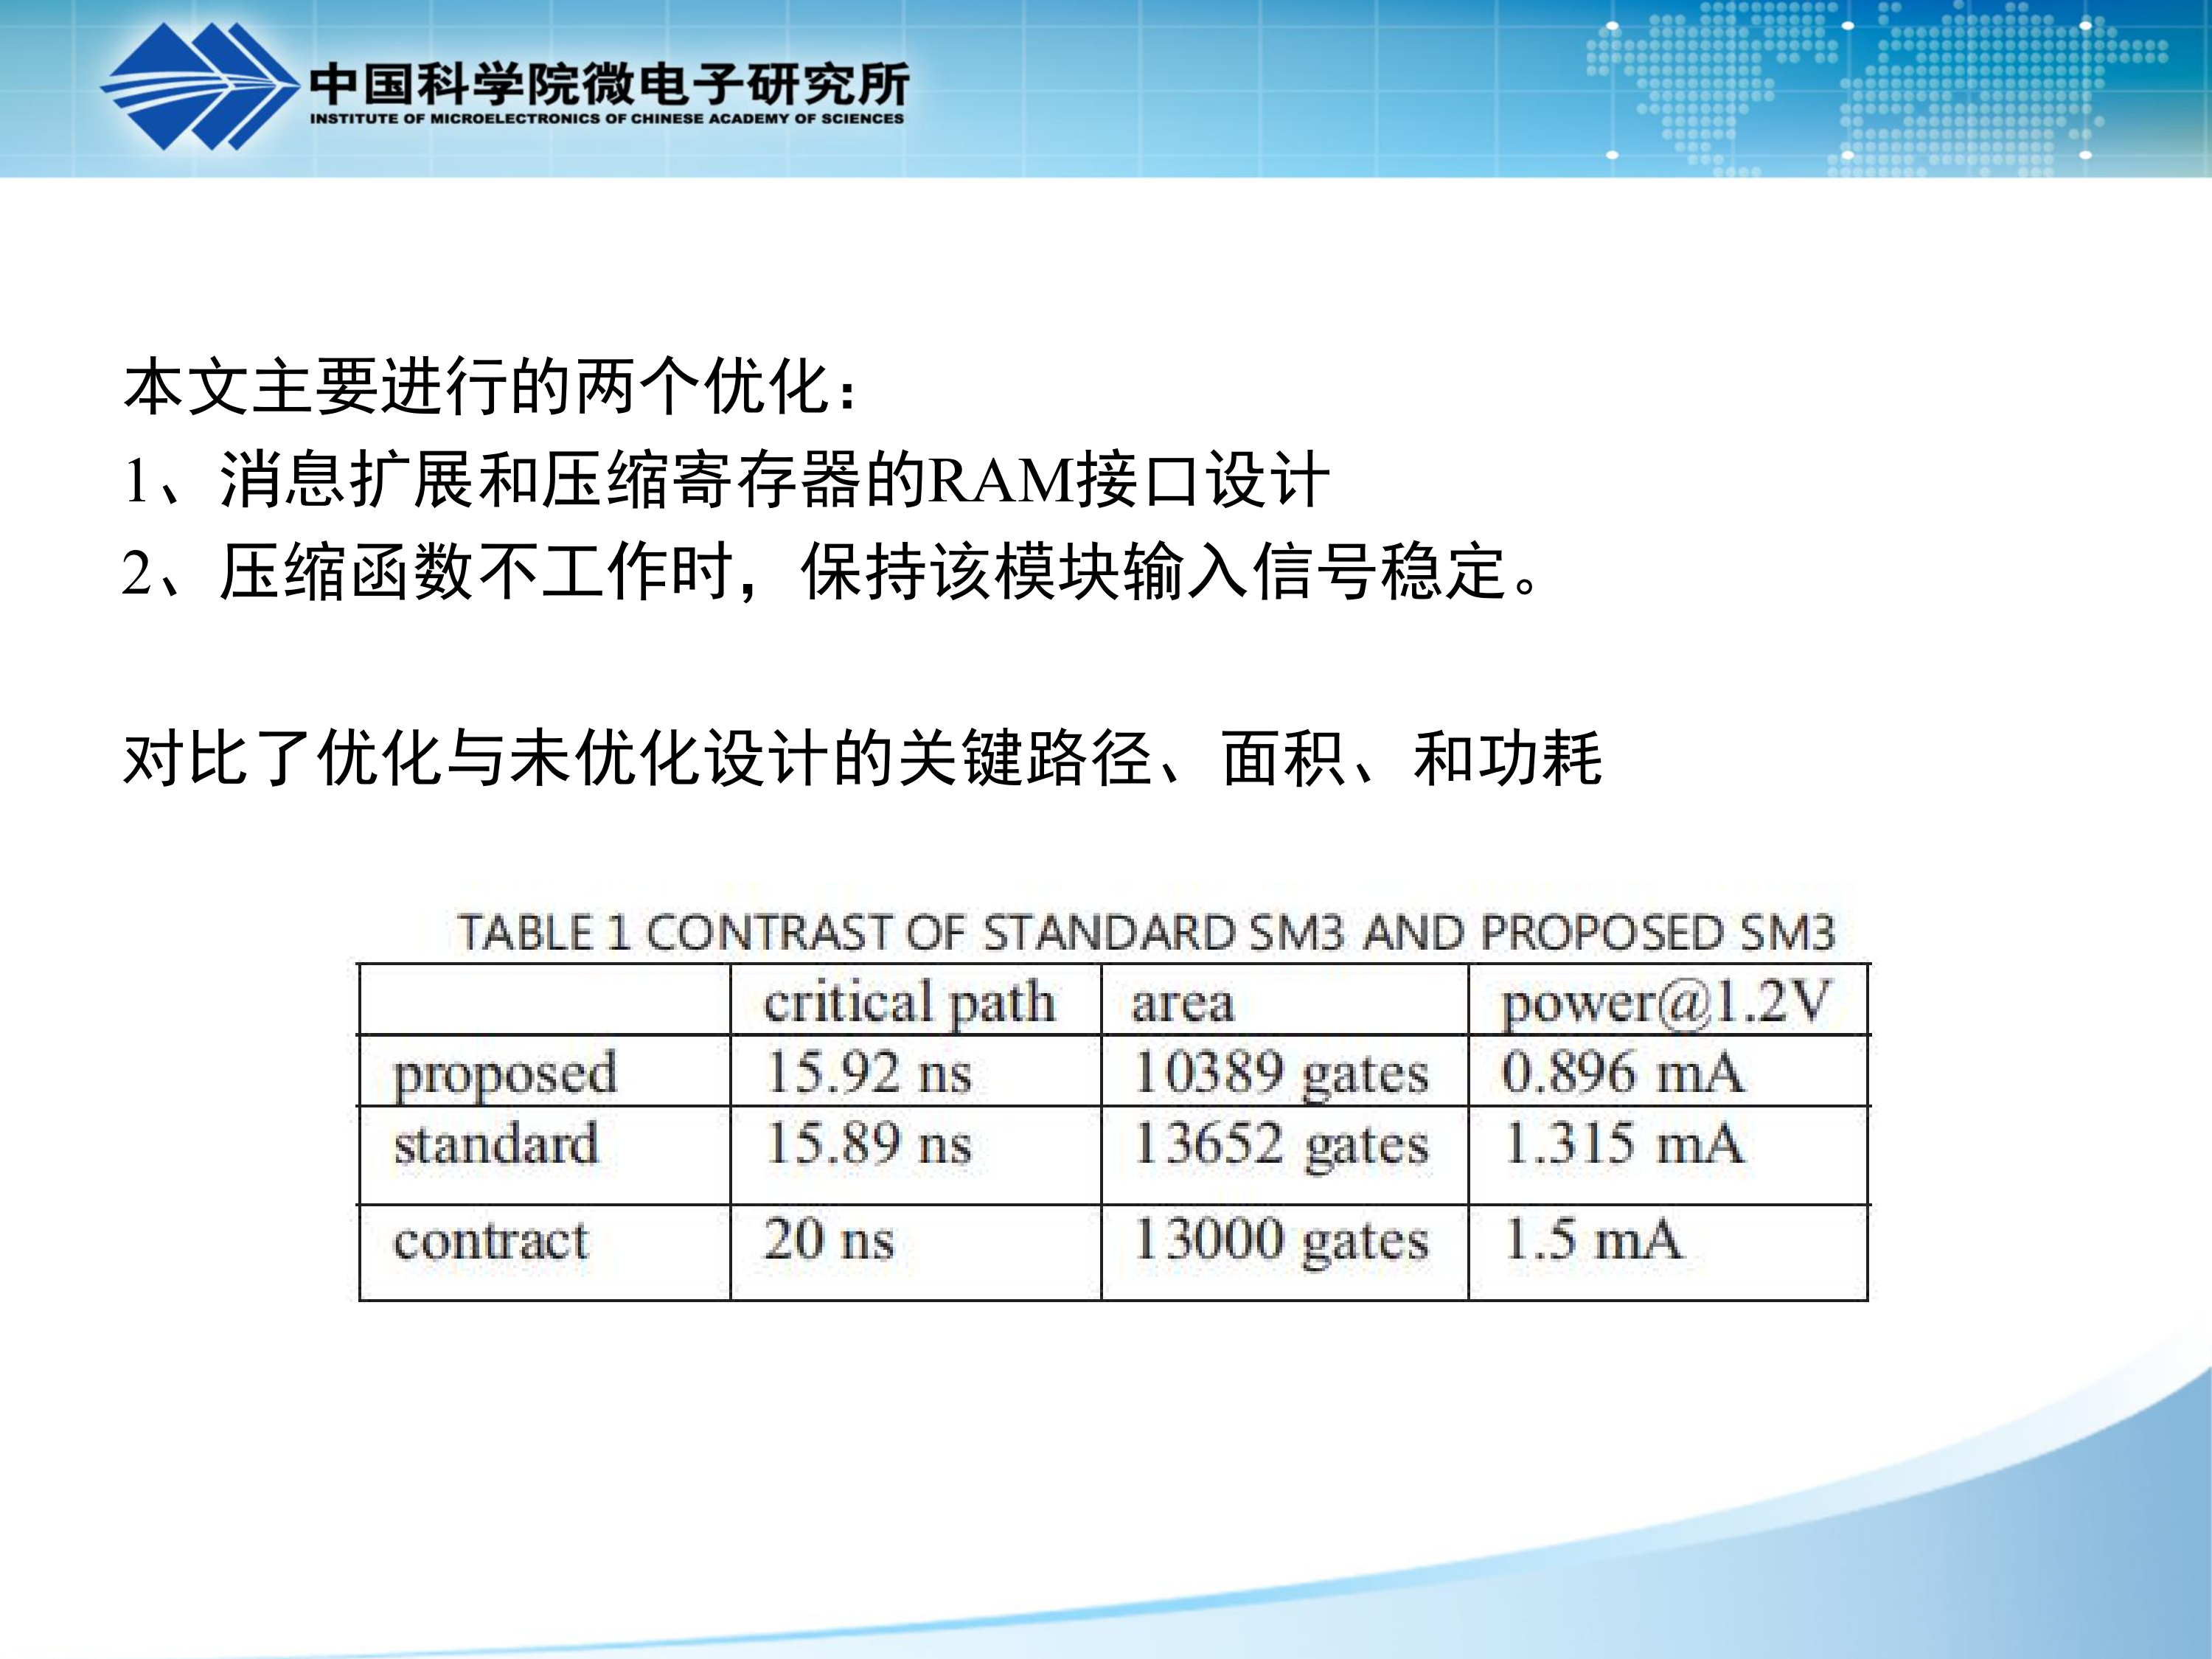 中国科学院微电子研究所
INSTITUTE OF MICROELECTRONICS OF CHINESE ACADEMY OF SCIENCES
本文主要进行的两个优化：
1、消息扩展和压缩寄存器的RAM接口设计
2、压缩函数不工作时，保持该模块输入信号稳定。
对比了优化与未优化设计的关键路径、面积、和功耗
TABLE 1 CONTRAST OF STANDARD SM3 AND PROPOSED SM3
critical path area power@1.2V
proposed 15.92 ns 10389 gates 0.896 mA
standard 15.89 ns 13652 gates 1.315 mA
contract 20 ns 13000 gates 1.5 mA